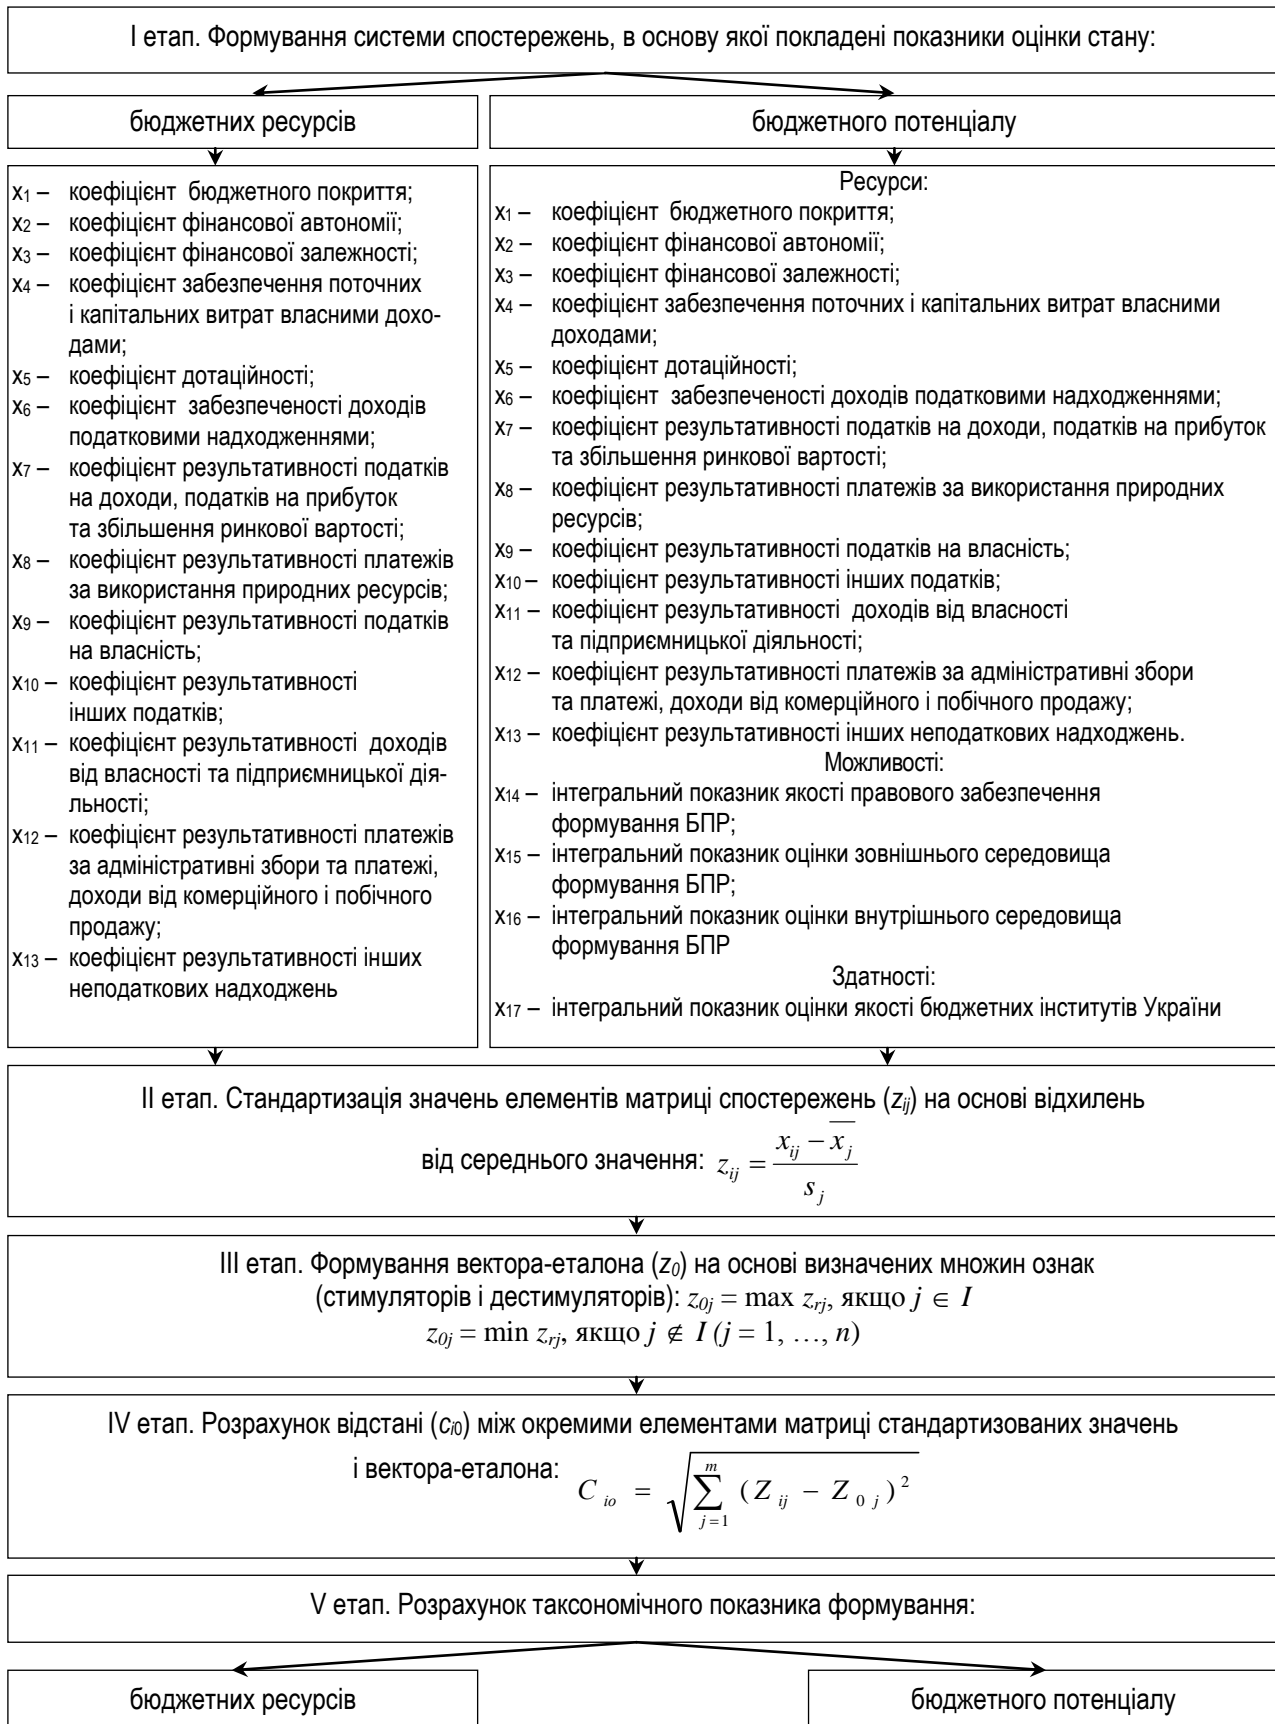 І етап. Формування системи спостережень, в основу якої покладені показники оцінки стану:
бюджетних ресурсів
x₁ – коефіцієнт бюджетного покриття;
x₂ – коефіцієнт фінансової автономії;
x₃ – коефіцієнт фінансової залежності;
x₄ – коефіцієнт забезпечення поточних
і капітальних витрат власними дохо-
дами;
x₅ – коефіцієнт дотаційності;
x₆ – коефіцієнт забезпеченості доходів
податковими надходженнями;
x₇ – коефіцієнт результативності податків
на доходи, податків на прибуток
та збільшення ринкової вартості;
x₈ – коефіцієнт результативності платежів
за використання природних ресурсів;
x₉ – коефіцієнт результативності податків
на власність;
x₁₀ – коефіцієнт результативності
інших податків;
x₁₁ – коефіцієнт результативності доходів
від власності та підприємницької дія-
льності;
x₁₂ – коефіцієнт результативності платежів
за адміністративні збори та платежі,
доходи від комерційного і побічного
продажу;
x₁₃ – коефіцієнт результативності інших
неподаткових надходжень
бюджетного потенціалу
Ресурси:
x₁ – коефіцієнт бюджетного покриття;
x₂ – коефіцієнт фінансової автономії;
x₃ – коефіцієнт фінансової залежності;
x₄ – коефіцієнт забезпечення поточних і капітальних витрат власними
доходами;
x₅ – коефіцієнт дотаційності;
x₆ – коефіцієнт забезпеченості доходів податковими надходженнями;
x₇ – коефіцієнт результативності податків на доходи, податків на прибуток
та збільшення ринкової вартості;
x₈ – коефіцієнт результативності платежів за використання природних
ресурсів;
x₉ – коефіцієнт результативності податків на власність;
x₁₀ – коефіцієнт результативності інших податків;
x₁₁ – коефіцієнт результативності доходів від власності
та підприємницької діяльності;
x₁₂ – коефіцієнт результативності платежів за адміністративні збори
та платежі, доходи від комерційного і побічного продажу;
x₁₃ – коефіцієнт результативності інших неподаткових надходжень.
Можливості:
x₁₄ – інтегральний показник якості правового забезпечення
формування БПР;
x₁₅ – інтегральний показник оцінки зовнішнього середовища
формування БПР;
x₁₆ – інтегральний показник оцінки внутрішнього середовища
формування БПР
Здатності:
x₁₇ – інтегральний показник оцінки якості бюджетних інститутів України
ІІ етап. Стандартизація значень елементів матриці спостережень (z_ij) на основі відхилень
від середнього значення: z_ij = (x_ij − x̄_j) / s_j
ІІІ етап. Формування вектора-еталона (z₀) на основі визначених множин ознак
(стимуляторів і дестимуляторів): z_0j = max z_rj, якщо j ∈ I
z_0j = min z_rj, якщо j ∉ I (j = 1, …, n)
IV етап. Розрахунок відстані (c_i0) між окремими елементами матриці стандартизованих значень
і вектора-еталона: C_io = √(∑_{j=1}^{m} (Z_ij − Z_0j)²)
V етап. Розрахунок таксономічного показника формування:
бюджетних ресурсів
бюджетного потенціалу